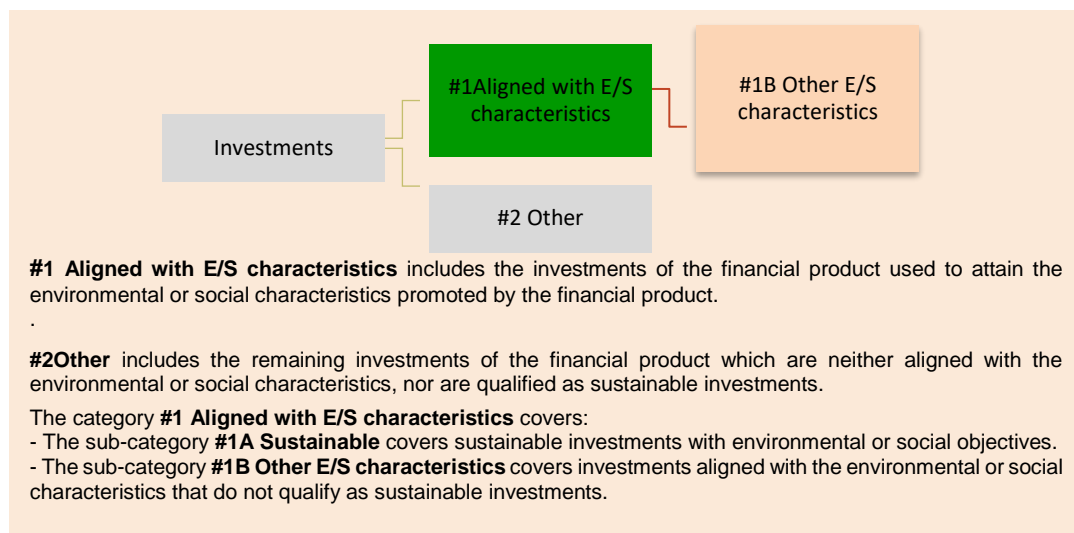 #1Aligned with E/S
characteristics
#1B Other E/S
characteristics
Investments
#2 Other
#1 Aligned with E/S characteristics includes the investments of the financial product used to attain the
environmental or social characteristics promoted by the financial product.
.
#2Other includes the remaining investments of the financial product which are neither aligned with the
environmental or social characteristics, nor are qualified as sustainable investments.
The category #1 Aligned with E/S characteristics covers:
- The sub-category #1A Sustainable covers sustainable investments with environmental or social objectives.
- The sub-category #1B Other E/S characteristics covers investments aligned with the environmental or social
characteristics that do not qualify as sustainable investments.